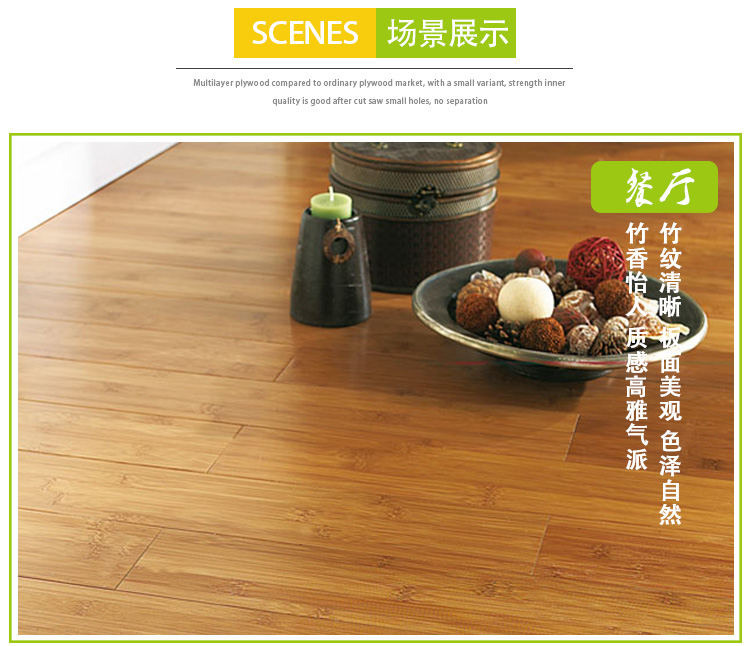 SCENES 场景展示
Multilayer plywood compared to ordinary plywood market, with a small variant, strength inner
quality is good after cut saw small holes, no separation
餐厅
竹纹清晰 板面美观 色泽自然
竹香怡人 质感高雅气派